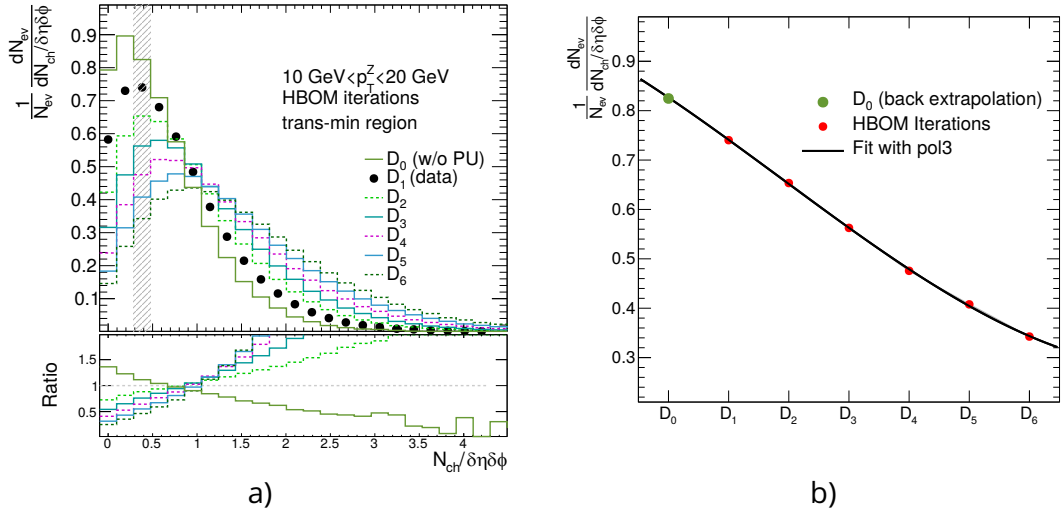 1/N_ev dN_ev/dN_ch/δηδϕ
0.9
0.8
0.7
0.6
0.5
0.4
0.3
0.2
0.1
10 GeV<p_T^Z<20 GeV
HBOM iterations
trans-min region
D_0 (w/o PU)
D_1 (data)
D_2
D_3
D_4
D_5
D_6
Ratio
1.5
1
0.5
0 0.5 1 1.5 2 2.5 3 3.5 4
N_ch/δηδϕ
a)
1/N_ev dN_ev/dN_ch/δηδϕ
0.9
0.8
0.7
0.6
0.5
0.4
0.3
D_0 (back extrapolation)
HBOM Iterations
Fit with pol3
D_0 D_1 D_2 D_3 D_4 D_5 D_6
b)